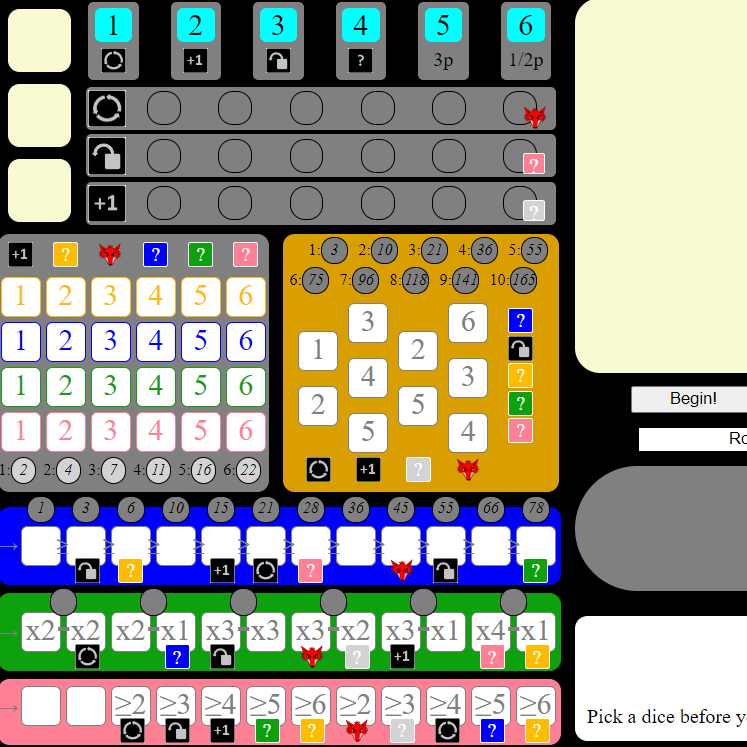 1 2 3 4 5 6
+1 ? 3p 1/2p
?
+1 ?
+1 ? ? ? ?
1 2 3 4 5 6
1 2 3 4 5 6
1 2 3 4 5 6
1 2 3 4 5 6
1: 2 2: 4 3: 7 4: 11 5: 16 6: 22
1: 3 2: 10 3: 21 4: 36 5: 55
6: 75 7: 96 8: 118 9: 141 10: 165
3 6 ?
1 2
4 3 ?
2 5 ?
5 4 ?
+1 ?
Begin!
Ro
1 3 6 10 15 21 28 36 45 55 66 78
? +1 ? ?
x2 x2 x2 x1 x3 x3 x3 x2 x3 x1 x4 x1
? ? +1 ? ?
≥2 ≥3 ≥4 ≥5 ≥6 ≥2 ≥3 ≥4 ≥5 ≥6
+1 ? ? ? ? ?
Pick a dice before y